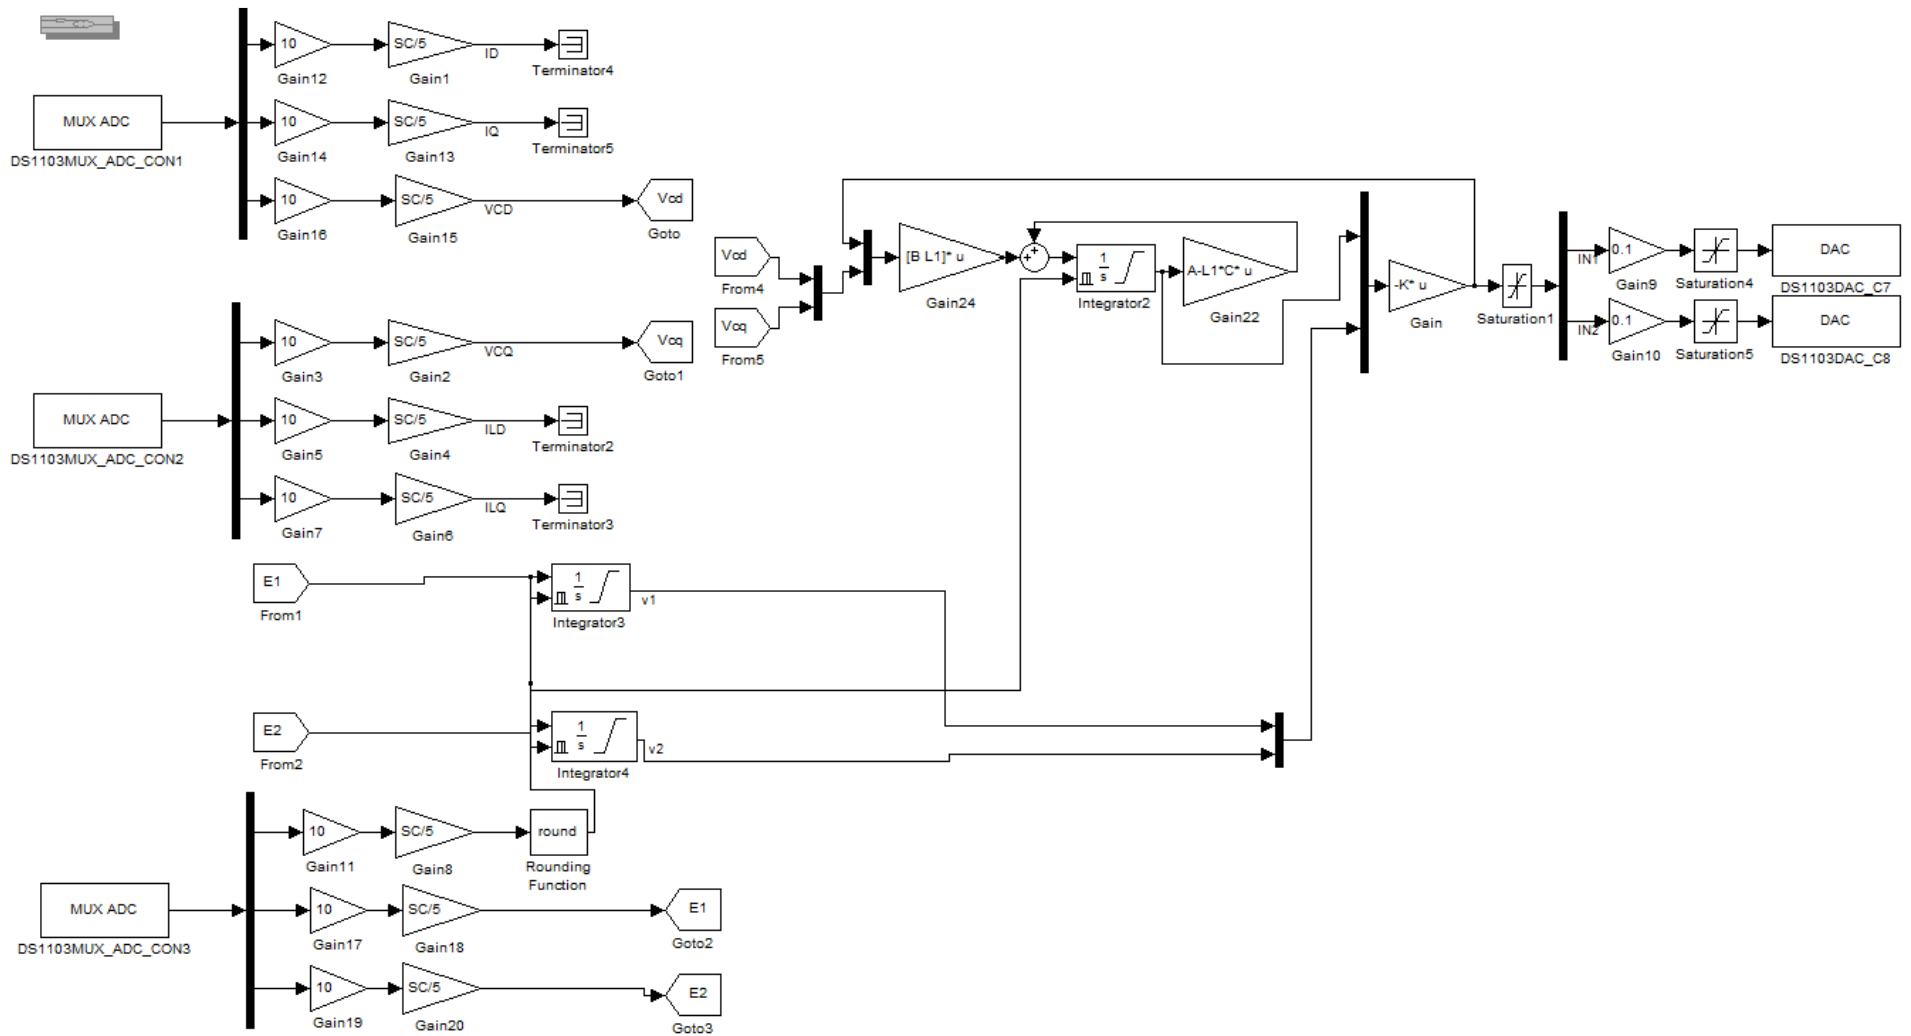 10
SC/5
ID
Gain12
Gain1
Terminator4
MUX ADC
DS1103MUX_ADC_CON1
10
SC/5
IQ
Gain14
Gain13
Terminator5
10
SC/5
VCD
Vcd
Gain16
Gain15
Goto
Vcd
From4
Vcq
From5
[B L1]* u
Gain24
++
1
s
Integrator2
A-L1*C* u
Gain22
-K* u
Gain
Saturation1
IN1
0.1
Gain9
Saturation4
DAC
DS1103DAC_C7
IN2
0.1
Gain10
Saturation5
DAC
DS1103DAC_C8
10
SC/5
VCQ
Vcq
Gain3
Gain2
Goto1
MUX ADC
DS1103MUX_ADC_CON2
10
SC/5
ILD
Gain5
Gain4
Terminator2
10
SC/5
ILQ
Gain7
Gain6
Terminator3
E1
From1
1
s
v1
Integrator3
E2
From2
1
s
v2
Integrator4
10
SC/5
round
Gain11
Gain8
Rounding
Function
MUX ADC
DS1103MUX_ADC_CON3
10
SC/5
E1
Gain17
Gain18
Goto2
10
SC/5
E2
Gain19
Gain20
Goto3